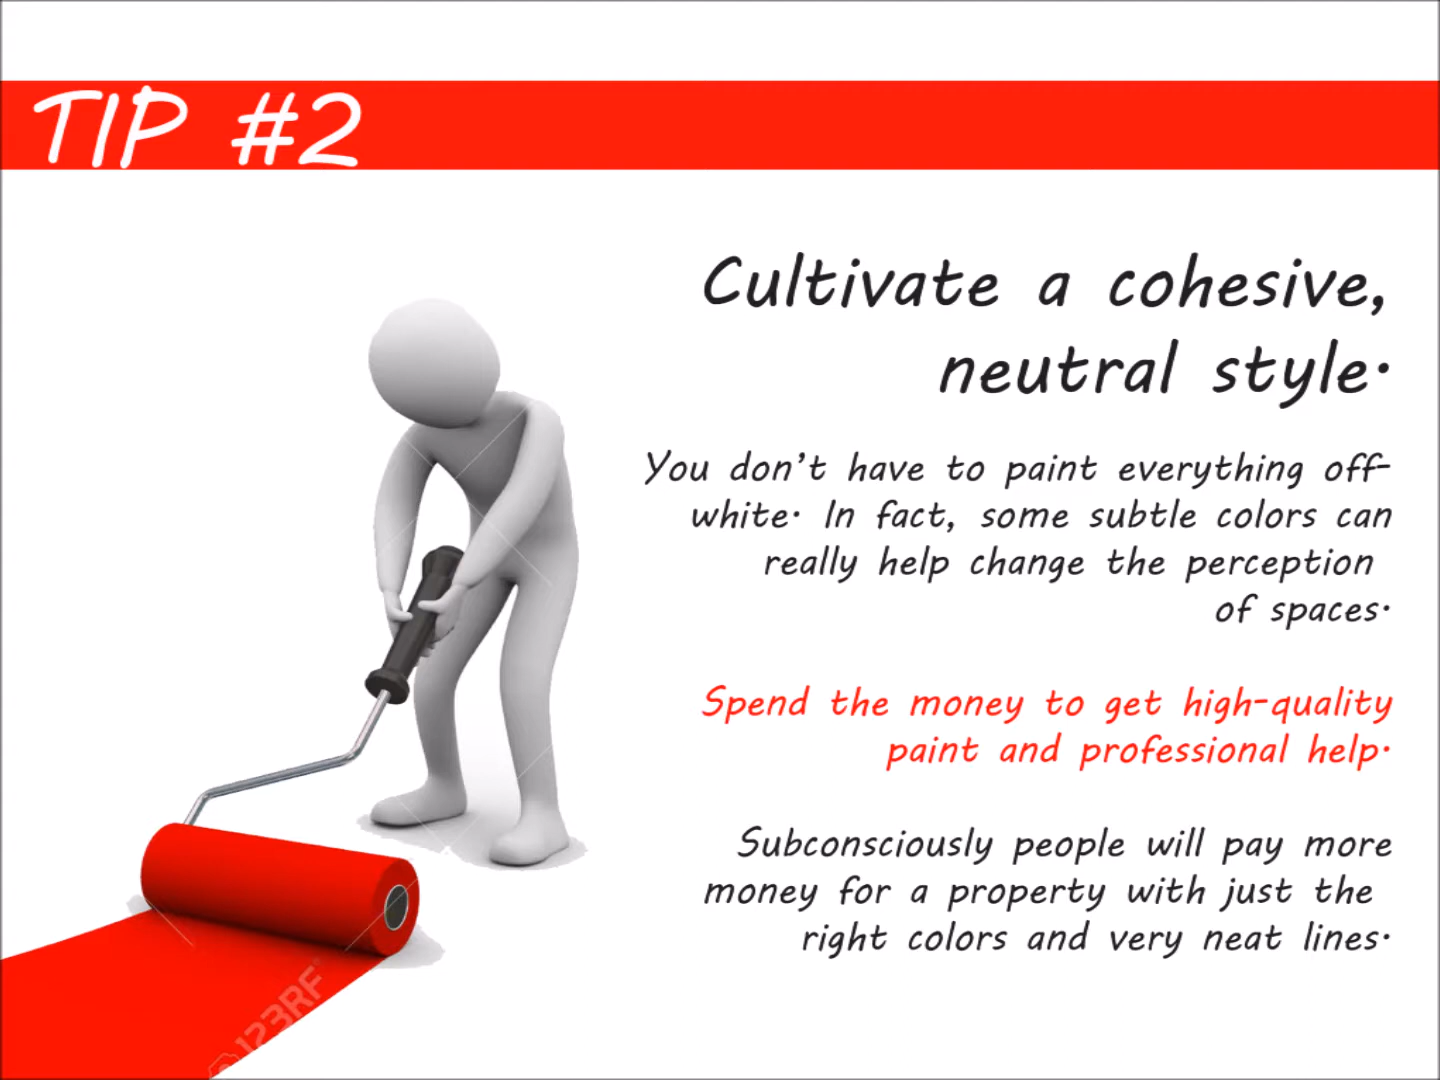 TIP #2
Cultivate a cohesive,
neutral style.
You don't have to paint everything off-
white. In fact, some subtle colors can
really help change the perception
of spaces.
Spend the money to get high-quality
paint and professional help.
Subconsciously people will pay more
money for a property with just the
right colors and very neat lines.
©123RF